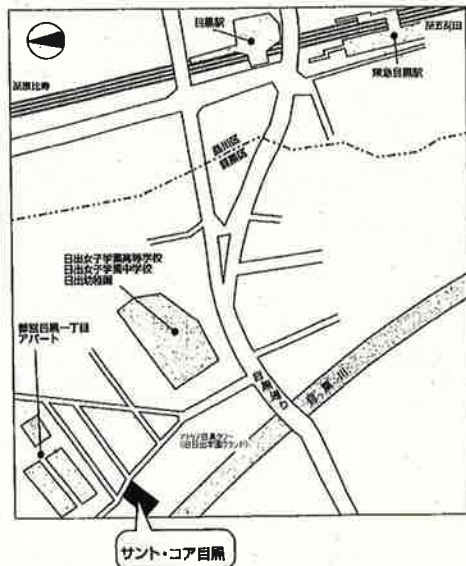 目黒駅
至五反田
東急目黒駅
至恵比寿
品川区
目黒区
日出女子学園高等学校
日出女子学園中学校
日出幼稚園
都営目黒一丁目
アパート
目黒通り
目黒川
サント・コア目黒